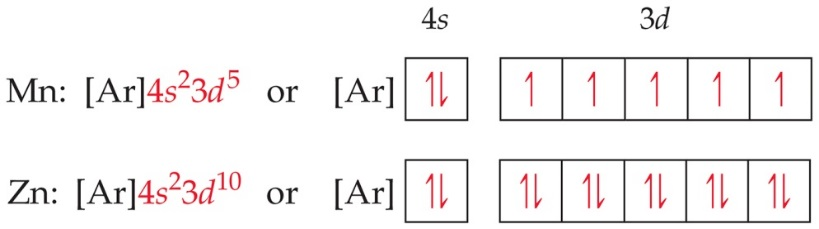 4s 3d
Mn: [Ar]4s²3d⁵ or [Ar] ⥮ ↿ ↿ ↿ ↿ ↿
Zn: [Ar]4s²3d¹⁰ or [Ar] ⥮ ⥮ ⥮ ⥮ ⥮ ⥮